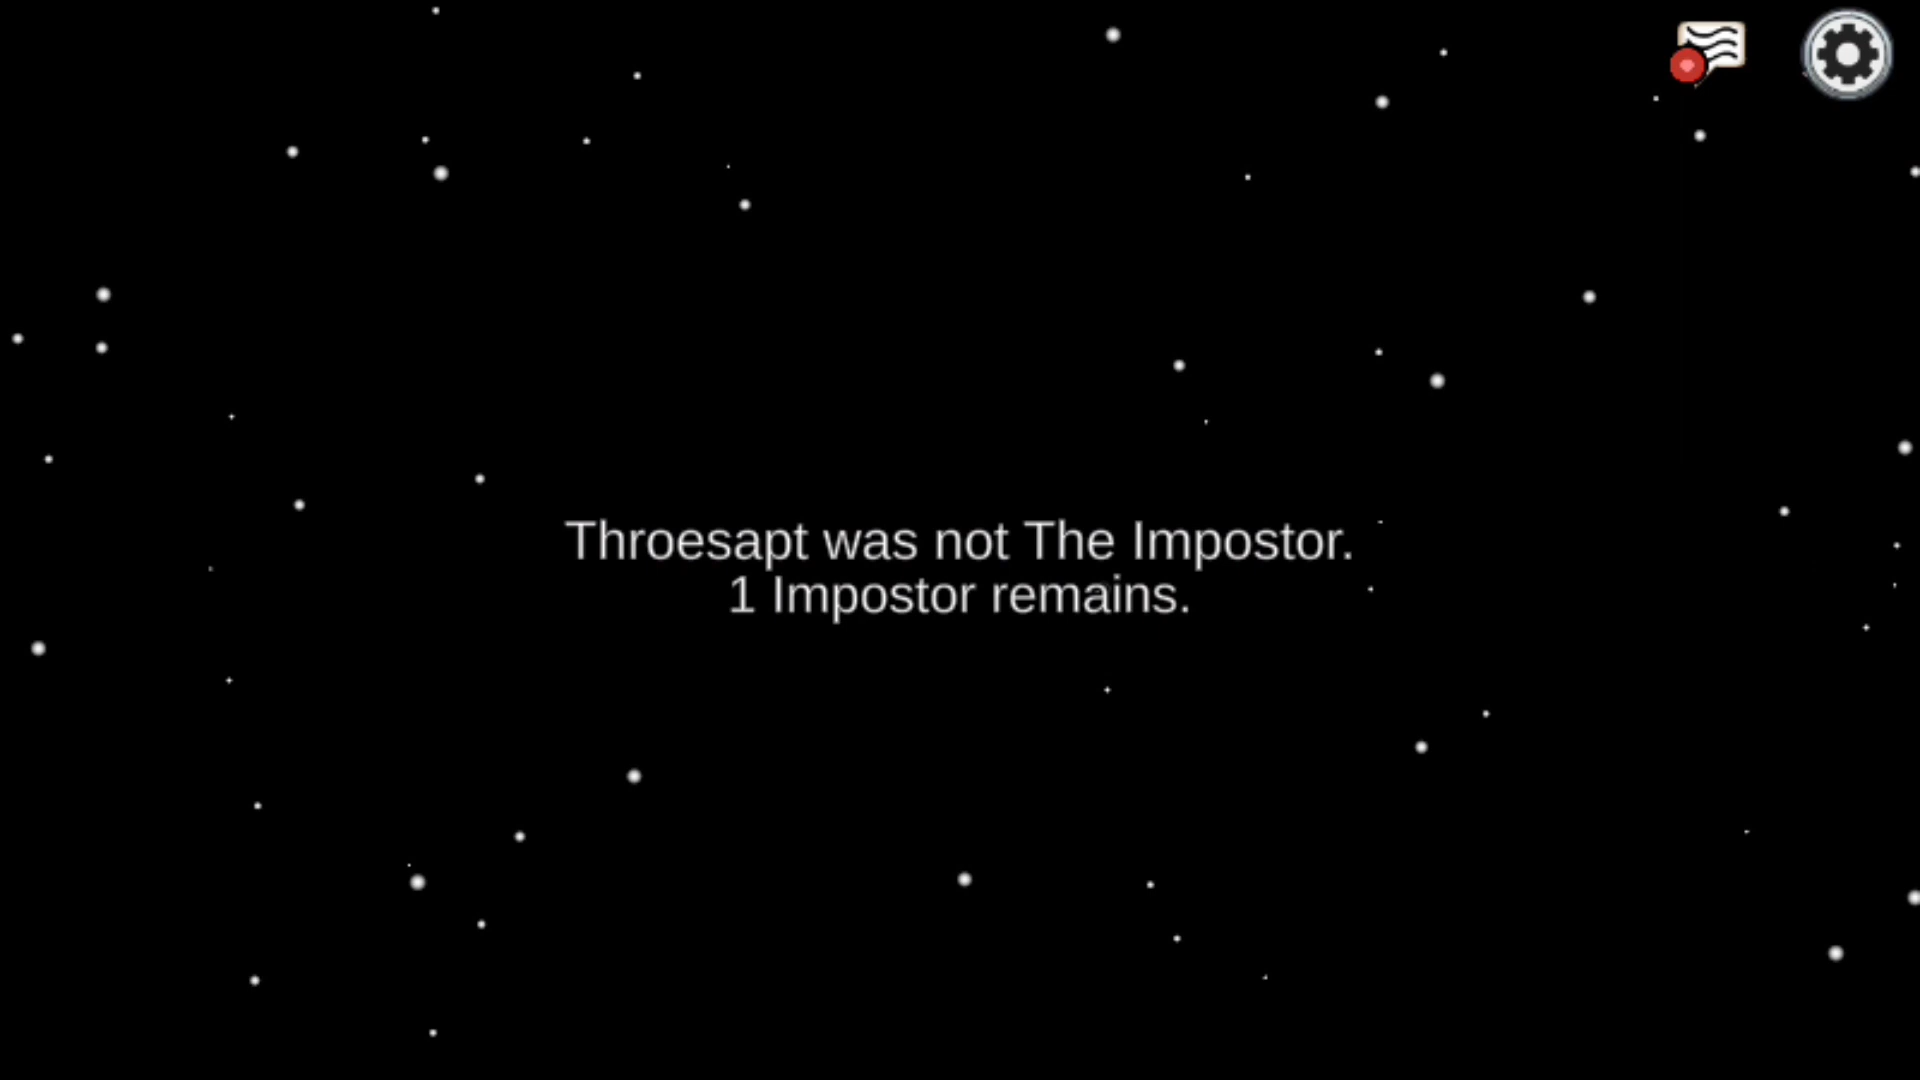 Throesapt was not The Impostor.
1 Impostor remains.